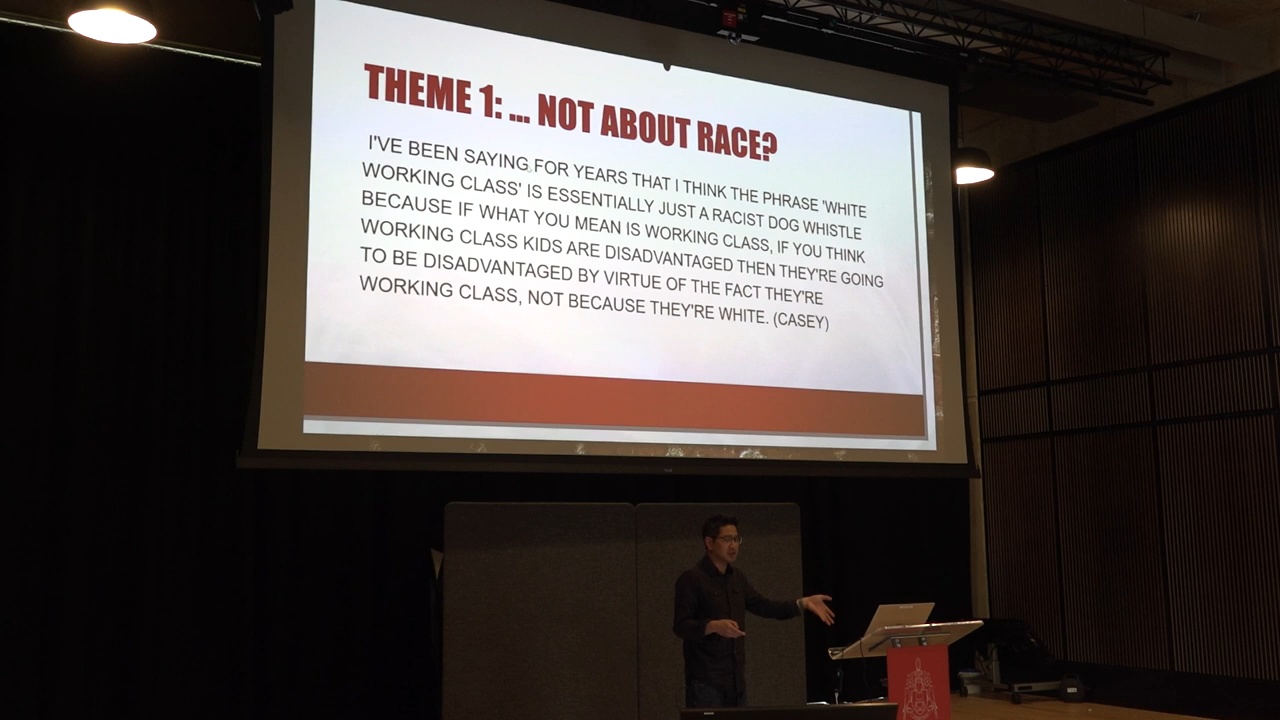 THEME 1: ... NOT ABOUT RACE?
I'VE BEEN SAYING FOR YEARS THAT I THINK THE PHRASE 'WHITE
WORKING CLASS' IS ESSENTIALLY JUST A RACIST DOG WHISTLE
BECAUSE IF WHAT YOU MEAN IS WORKING CLASS, IF YOU THINK
WORKING CLASS KIDS ARE DISADVANTAGED THEN THEY'RE GOING
TO BE DISADVANTAGED BY VIRTUE OF THE FACT THEY'RE
WORKING CLASS, NOT BECAUSE THEY'RE WHITE. (CASEY)